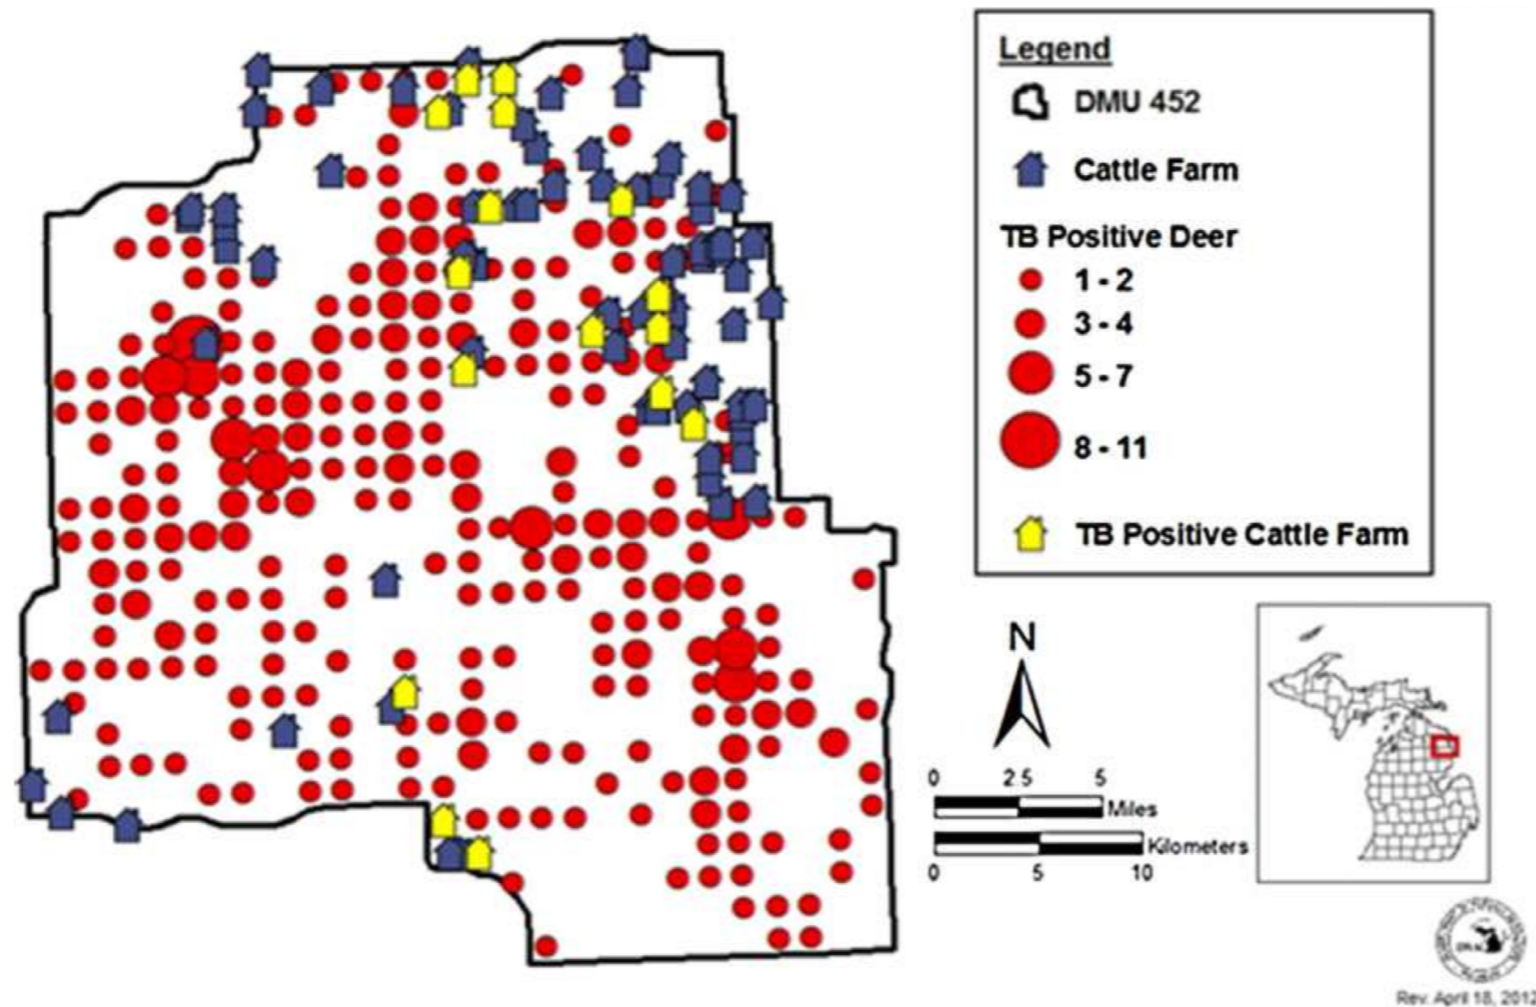 Legend
DMU 452
Cattle Farm
TB Positive Deer
1 - 2
3 - 4
5 - 7
8 - 11
TB Positive Cattle Farm
N
0 2.5 5
Miles
Kilometers
0 5 10
Rev. April 18, 2012